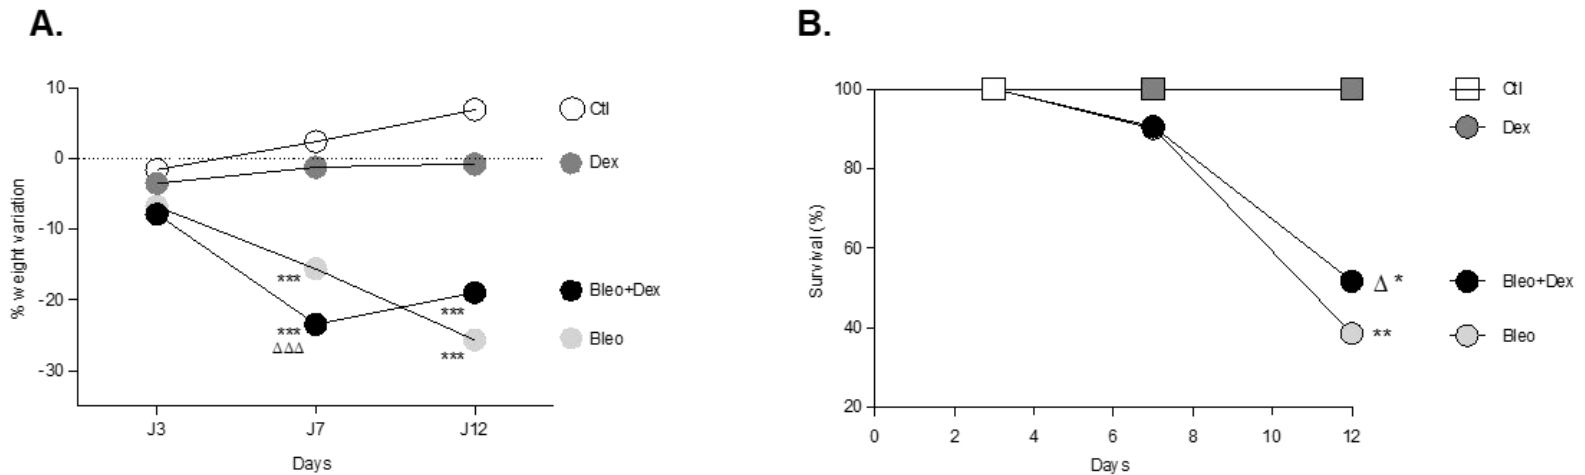 A.
B.
10
0
-10
-20
-30
% weight variation
J3
J7
J12
Days
***
***
ΔΔΔ
***
***
Ctl
Dex
Bleo+Dex
Bleo
100
80
60
40
20
Survival (%)
0
2
4
6
8
10
12
Days
Δ *
**
Ctl
Dex
Bleo+Dex
Bleo